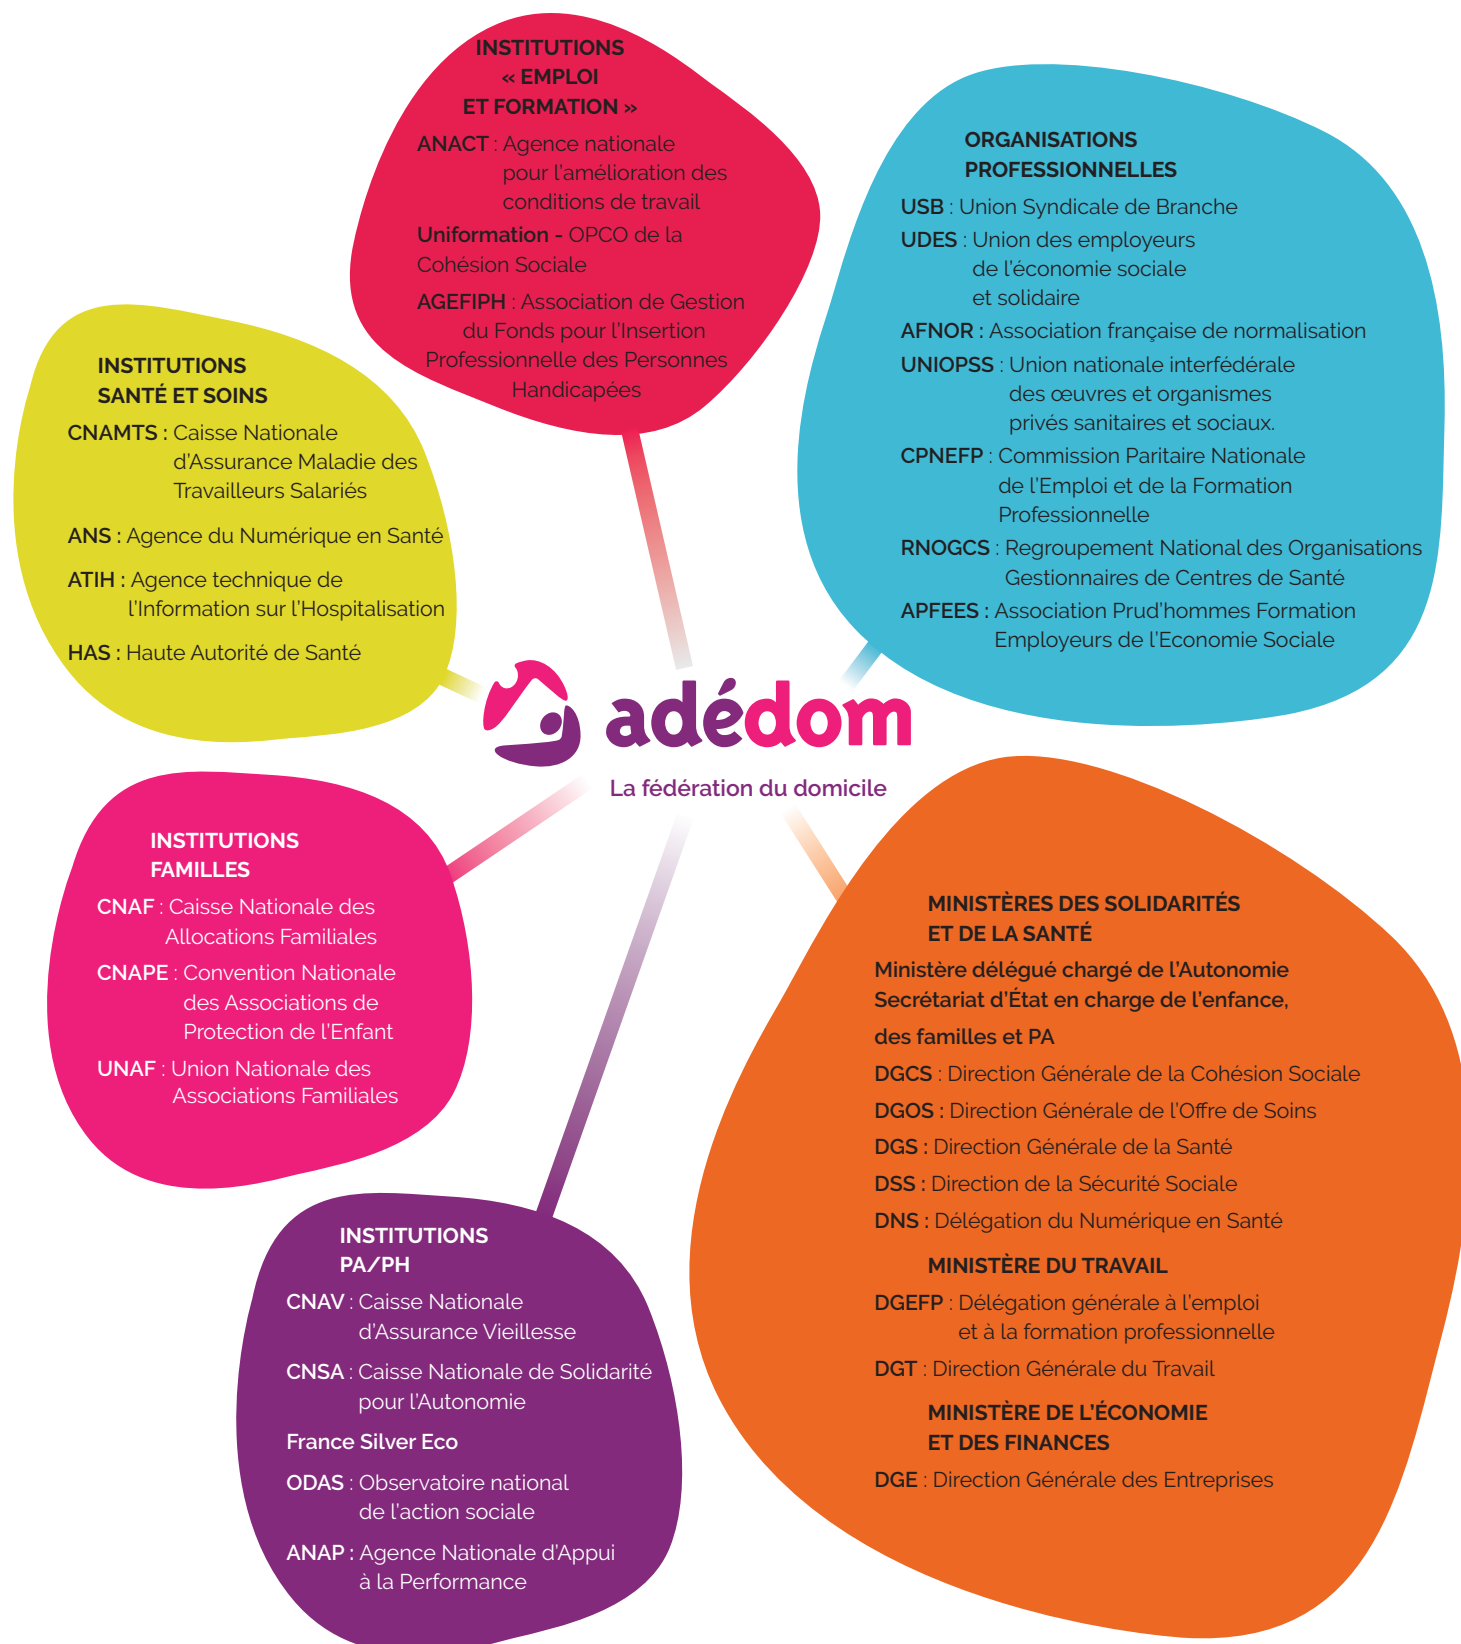 INSTITUTIONS
« EMPLOI
ET FORMATION »
ANACT : Agence nationale
pour l'amélioration des
conditions de travail
Uniformation - OPCO de la
Cohésion Sociale
AGEFIPH : Association de Gestion
du Fonds pour l'Insertion
Professionnelle des Personnes
Handicapées
ORGANISATIONS
PROFESSIONNELLES
USB : Union Syndicale de Branche
UDES : Union des employeurs
de l'économie sociale
et solidaire
AFNOR : Association française de normalisation
UNIOPSS : Union nationale interfédérale
des œuvres et organismes
privés sanitaires et sociaux.
CPNEFP : Commission Paritaire Nationale
de l'Emploi et de la Formation
Professionnelle
RNOGCS : Regroupement National des Organisations
Gestionnaires de Centres de Santé
APFEES : Association Prud'hommes Formation
Employeurs de l'Economie Sociale
INSTITUTIONS
SANTÉ ET SOINS
CNAMTS : Caisse Nationale
d'Assurance Maladie des
Travailleurs Salariés
ANS : Agence du Numérique en Santé
ATIH : Agence technique de
l'Information sur l'Hospitalisation
HAS : Haute Autorité de Santé
adédom
La fédération du domicile
INSTITUTIONS
FAMILLES
CNAF : Caisse Nationale des
Allocations Familiales
CNAPE : Convention Nationale
des Associations de
Protection de l'Enfant
UNAF : Union Nationale des
Associations Familiales
MINISTÈRES DES SOLIDARITÉS
ET DE LA SANTÉ
Ministère délégué chargé de l'Autonomie
Secrétariat d'État en charge de l'enfance,
des familles et PA
DGCS : Direction Générale de la Cohésion Sociale
DGOS : Direction Générale de l'Offre de Soins
DGS : Direction Générale de la Santé
DSS : Direction de la Sécurité Sociale
DNS : Délégation du Numérique en Santé
MINISTÈRE DU TRAVAIL
DGEFP : Délégation générale à l'emploi
et à la formation professionnelle
DGT : Direction Générale du Travail
MINISTÈRE DE L'ÉCONOMIE
ET DES FINANCES
DGE : Direction Générale des Entreprises
INSTITUTIONS
PA/PH
CNAV : Caisse Nationale
d'Assurance Vieillesse
CNSA : Caisse Nationale de Solidarité
pour l'Autonomie
France Silver Eco
ODAS : Observatoire national
de l'action sociale
ANAP : Agence Nationale d'Appui
à la Performance